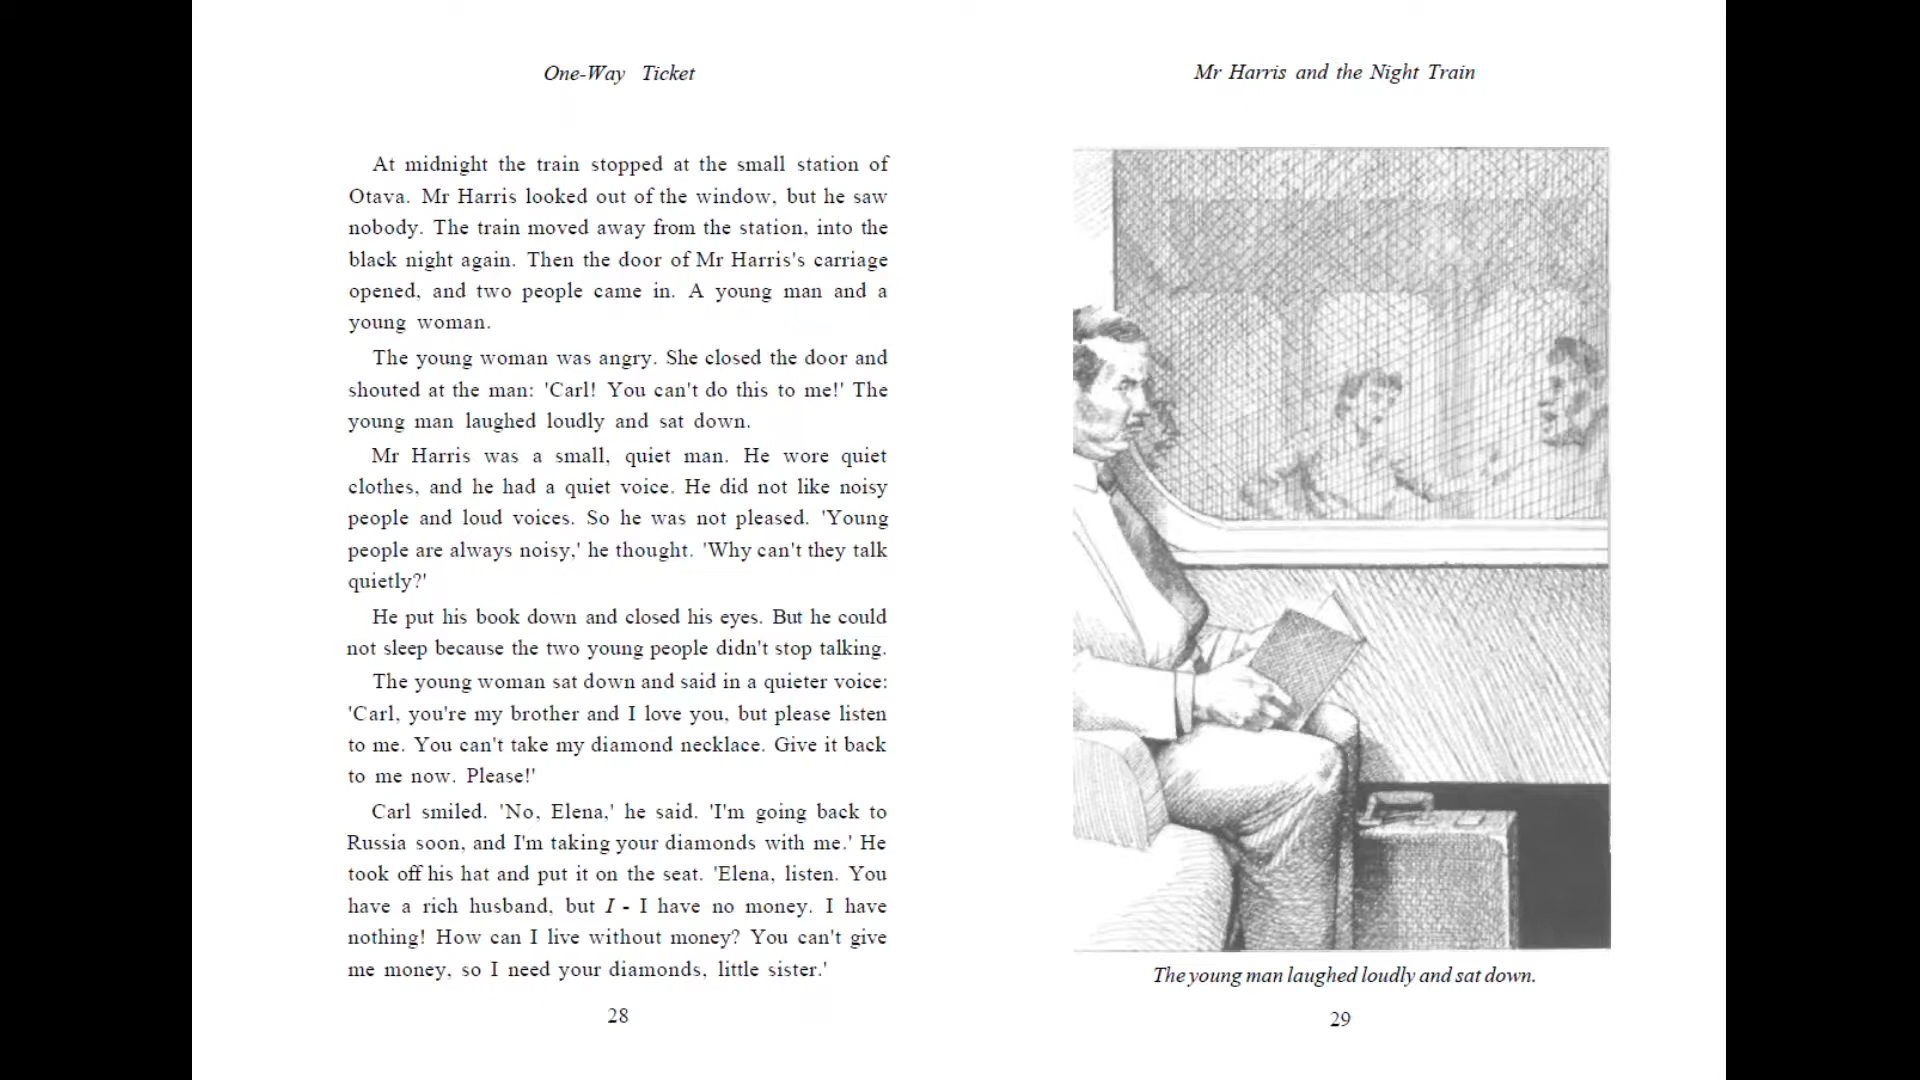 One-Way Ticket
At midnight the train stopped at the small station of
Otava. Mr Harris looked out of the window, but he saw
nobody. The train moved away from the station, into the
black night again. Then the door of Mr Harris's carriage
opened, and two people came in. A young man and a
young woman.
The young woman was angry. She closed the door and
shouted at the man: 'Carl! You can't do this to me!' The
young man laughed loudly and sat down.
Mr Harris was a small, quiet man. He wore quiet
clothes, and he had a quiet voice. He did not like noisy
people and loud voices. So he was not pleased. 'Young
people are always noisy,' he thought. 'Why can't they talk
quietly?'
He put his book down and closed his eyes. But he could
not sleep because the two young people didn't stop talking.
The young woman sat down and said in a quieter voice:
'Carl, you're my brother and I love you, but please listen
to me. You can't take my diamond necklace. Give it back
to me now. Please!'
Carl smiled. 'No, Elena,' he said. 'I'm going back to
Russia soon, and I'm taking your diamonds with me.' He
took off his hat and put it on the seat. 'Elena, listen. You
have a rich husband, but I - I have no money. I have
nothing! How can I live without money? You can't give
me money, so I need your diamonds, little sister.'
28
Mr Harris and the Night Train
The young man laughed loudly and sat down.
29